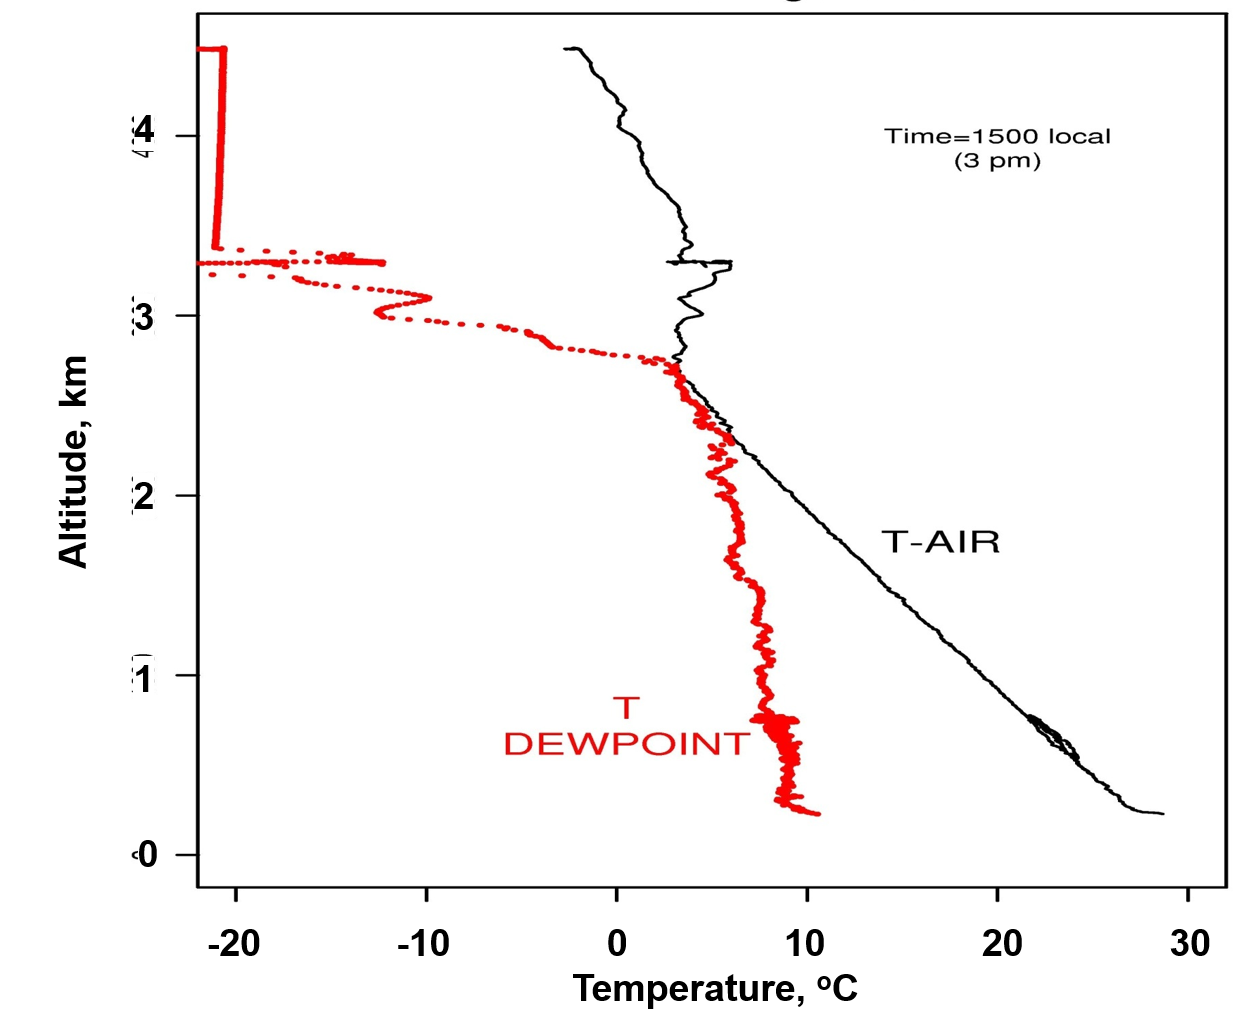 Time=1500 local
(3 pm)
4
3
2
1
0
Altitude, km
T-AIR
T
DEWPOINT
-20 -10 0 10 20 30
Temperature, oC